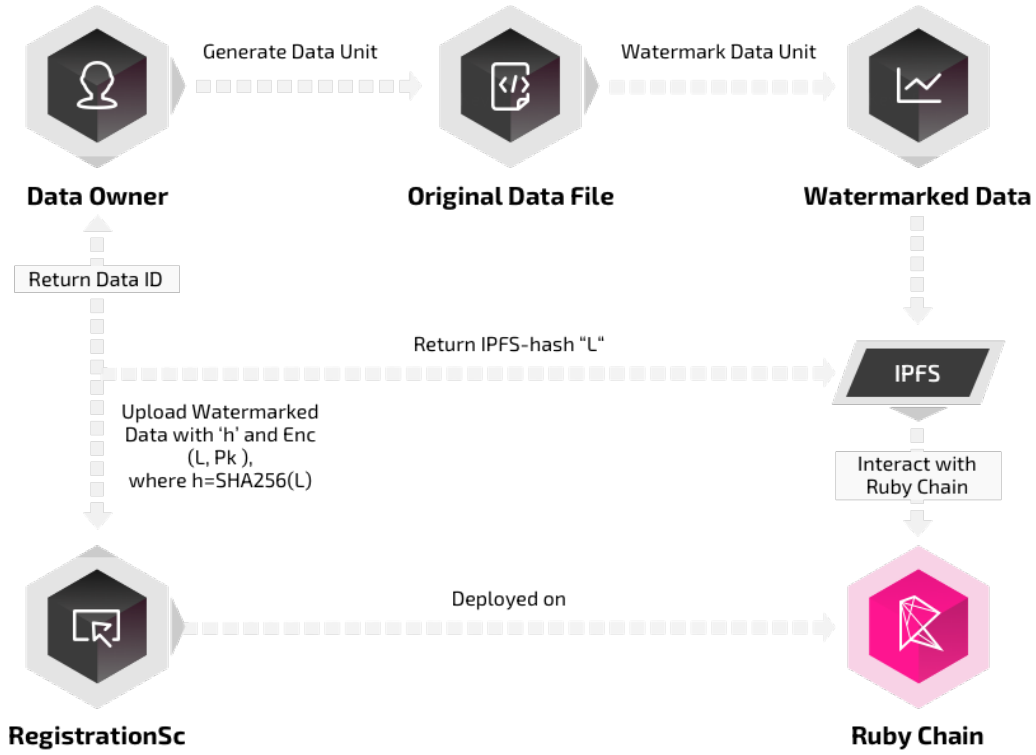 Generate Data Unit
Watermark Data Unit
</>
Data Owner
Original Data File
Watermarked Data
Return Data ID
Return IPFS-hash “L“
IPFS
Upload Watermarked
Data with ‘h’ and Enc
(L, Pk ),
where h=SHA256(L)
Interact with
Ruby Chain
Deployed on
RegistrationSc
Ruby Chain